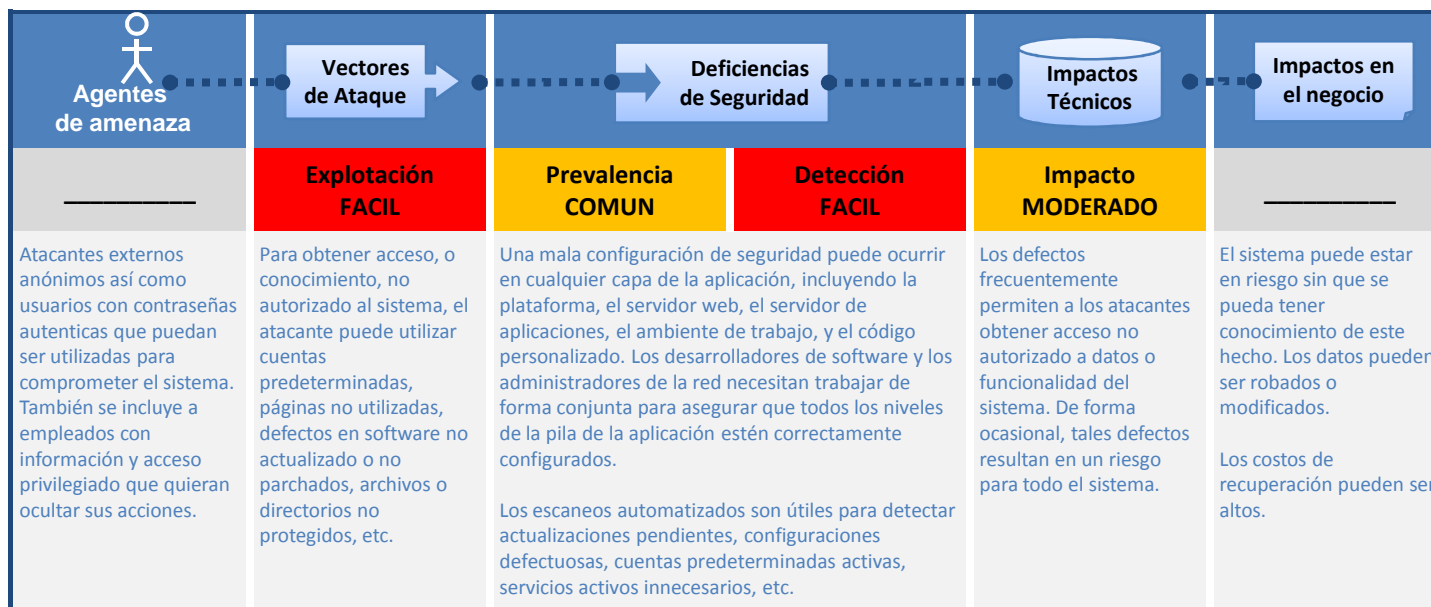 Agentes
de amenaza
Vectores
de Ataque
Deficiencias
de Seguridad
Impactos
Técnicos
Impactos en
el negocio
__________
Explotación
FACIL
Prevalencia
COMUN
Detección
FACIL
Impacto
MODERADO
__________
Atacantes externos
anónimos así como
usuarios con contraseñas
autenticas que puedan
ser utilizadas para
comprometer el sistema.
También se incluye a
empleados con
información y acceso
privilegiado que quieran
ocultar sus acciones.
Para obtener acceso, o
conocimiento, no
autorizado al sistema, el
atacante puede utilizar
cuentas
predeterminadas,
páginas no utilizadas,
defectos en software no
actualizado o no
parchados, archivos o
directorios no
protegidos, etc.
Una mala configuración de seguridad puede ocurrir
en cualquier capa de la aplicación, incluyendo la
plataforma, el servidor web, el servidor de
aplicaciones, el ambiente de trabajo, y el código
personalizado. Los desarrolladores de software y los
administradores de la red necesitan trabajar de
forma conjunta para asegurar que todos los niveles
de la pila de la aplicación estén correctamente
configurados.
Los escaneos automatizados son útiles para detectar
actualizaciones pendientes, configuraciones
defectuosas, cuentas predeterminadas activas,
servicios activos innecesarios, etc.
Los defectos
frecuentemente
permiten a los atacantes
obtener acceso no
autorizado a datos o
funcionalidad del
sistema. De forma
ocasional, tales defectos
resultan en un riesgo
para todo el sistema.
El sistema puede estar
en riesgo sin que se
pueda tener
conocimiento de este
hecho. Los datos pueden
ser robados o
modificados.
Los costos de
recuperación pueden ser
altos.